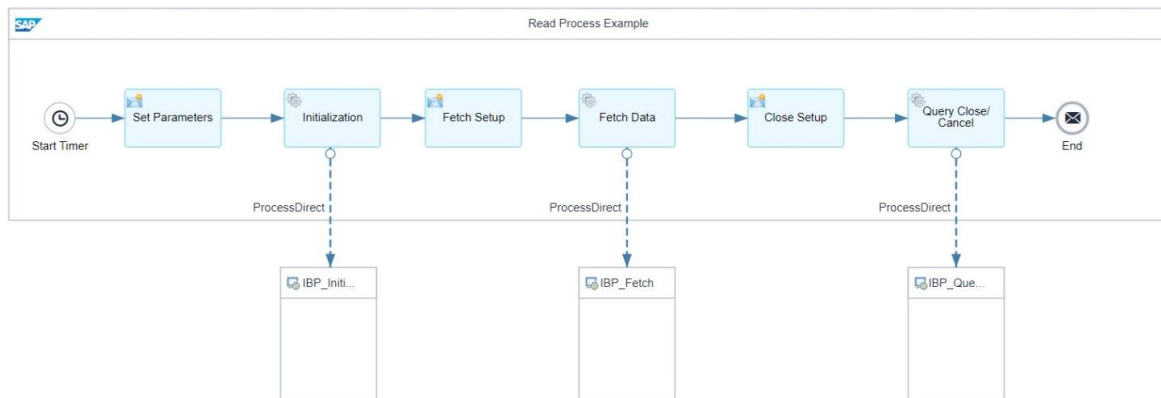 SAP
Read Process Example
Set Parameters
Initialization
Fetch Setup
Fetch Data
Close Setup
Query Close/
Cancel
Start Timer
End
ProcessDirect
ProcessDirect
ProcessDirect
IBP_Initi...
IBP_Fetch
IBP_Que...